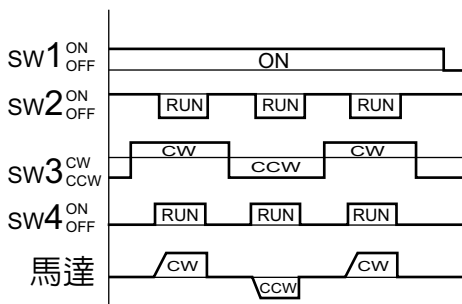 SW1 ON OFF ON
SW2 ON OFF RUN RUN RUN
SW3 CW CCW CW CCW CW
SW4 ON OFF RUN RUN RUN
馬達 CW CCW CW